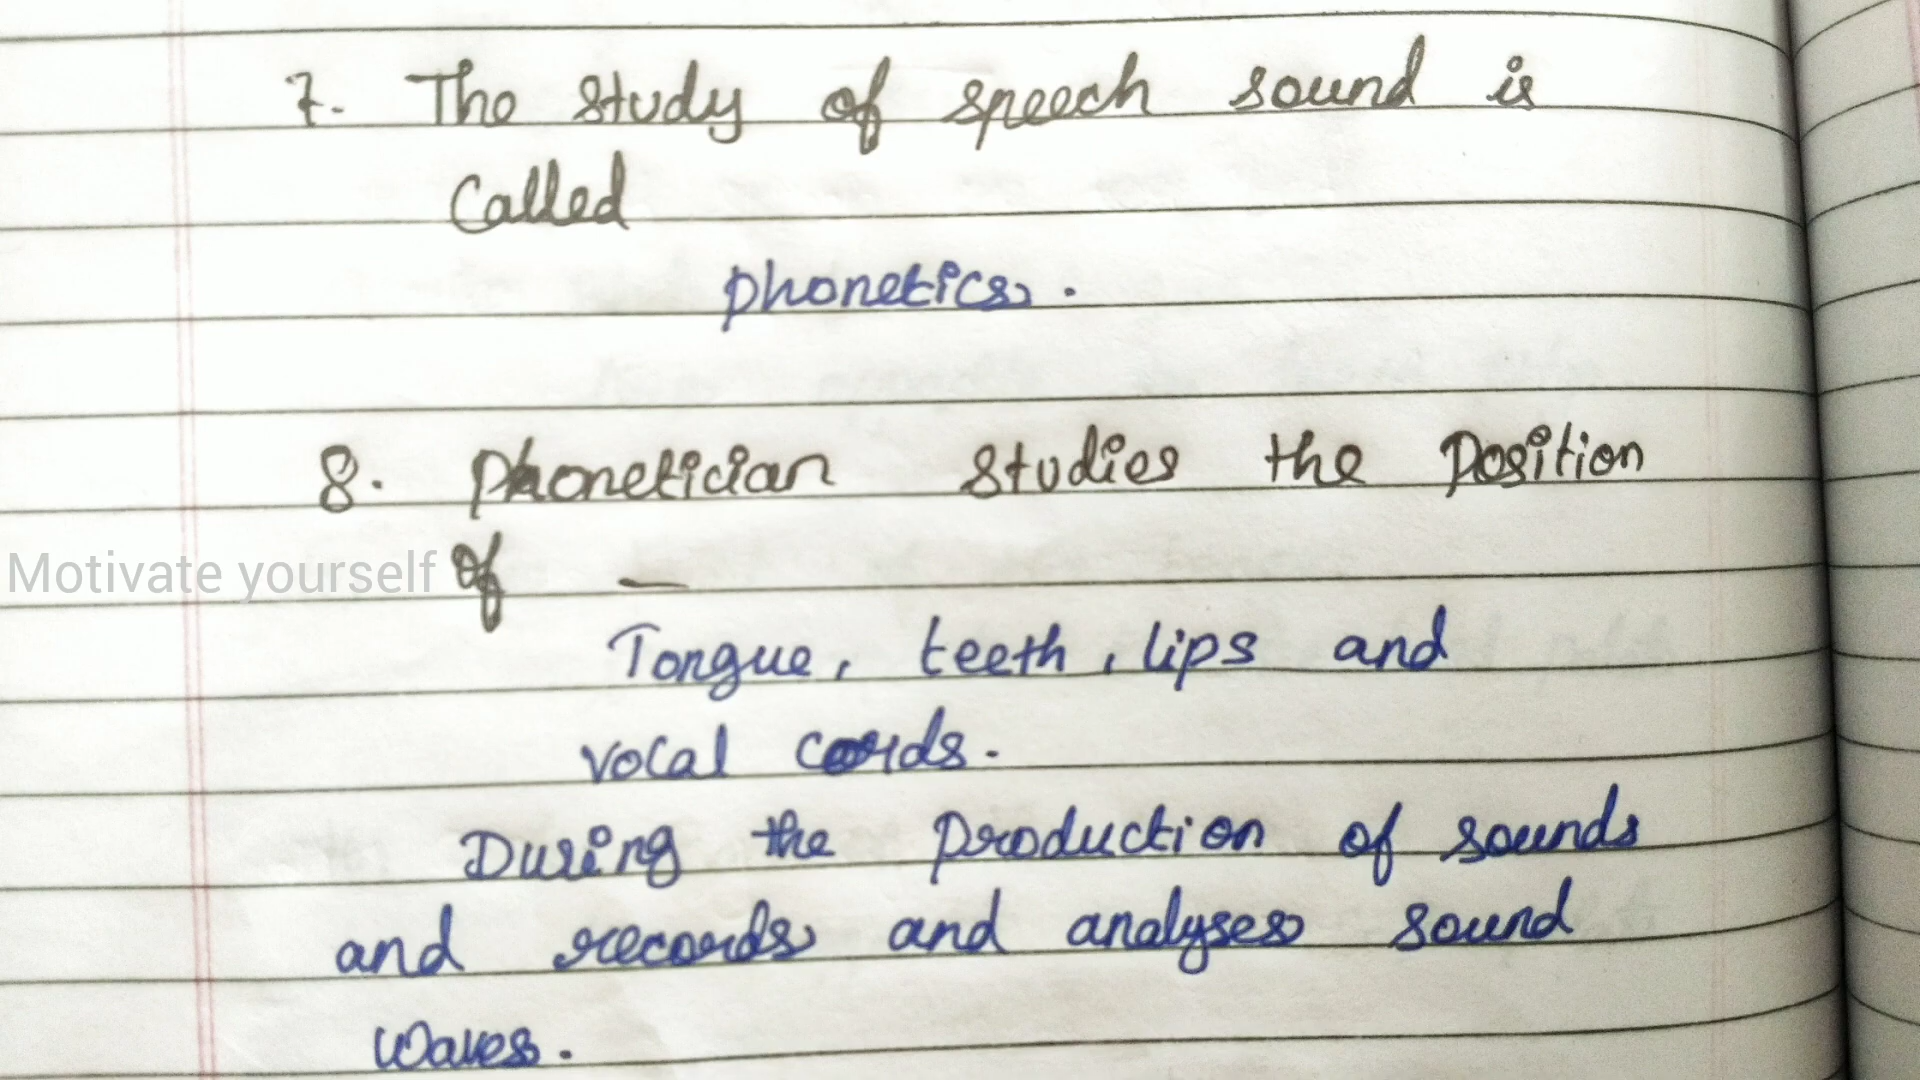 7. The study of speech sound is
Called
phonetics.
8. Phonetician studies the Position
Motivate yourself of —
Tongue, teeth, lips and
vocal cords.
During the production of sounds
and records and analyses sound
waves.